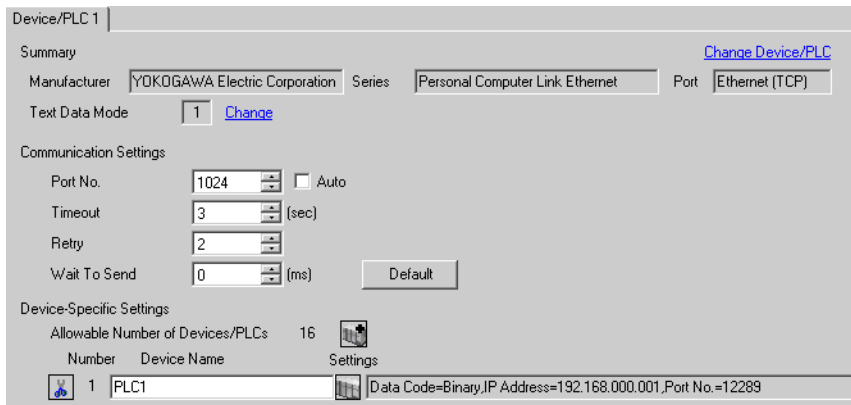 Device/PLC 1
Summary Change Device/PLC
Manufacturer YOKOGAWA Electric Corporation Series Personal Computer Link Ethernet Port Ethernet (TCP)
Text Data Mode 1 Change
Communication Settings
Port No. 1024 Auto
Timeout 3 (sec)
Retry 2
Wait To Send 0 (ms) Default
Device-Specific Settings
Allowable Number of Devices/PLCs 16
Number Device Name Settings
1 PLC1 Data Code=Binary,IP Address=192.168.000.001,Port No.=12289